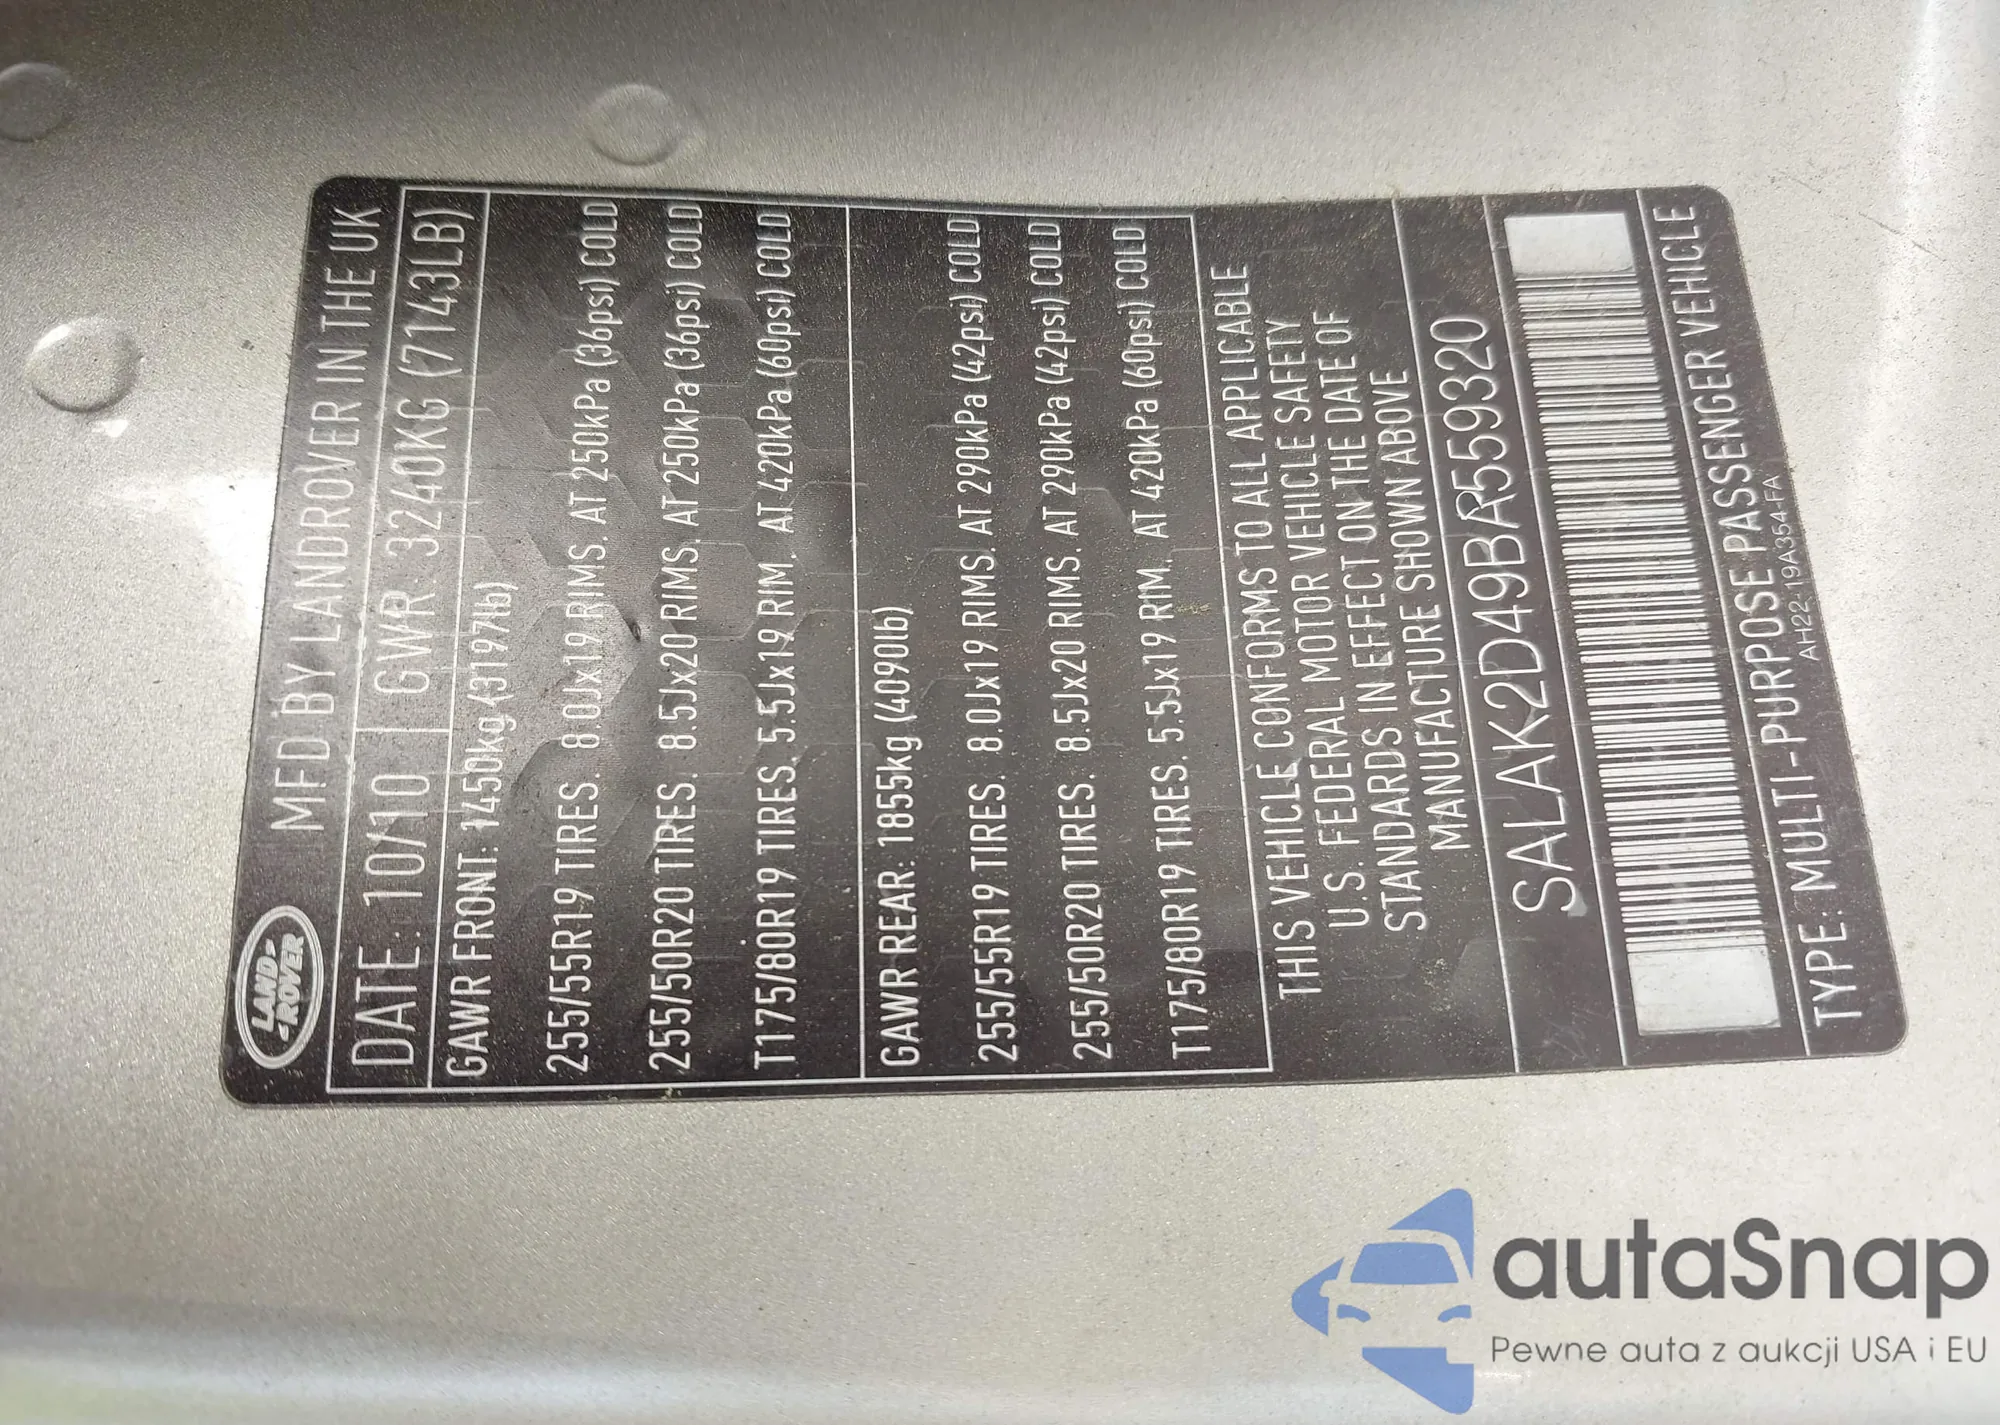 LAND-
-ROVER
MFD BY LANDROVER IN THE UK
DATE: 10/10 GWR: 3240KG (7143LB)
GAWR FRONT: 1450kg (3197lb)
255/55R19 TIRES. 8.0Jx19 RIMS. AT 250kPa (36psi) COLD
255/50R20 TIRES. 8.5Jx20 RIMS. AT 250kPa (36psi) COLD
T175/80R19 TIRES. 5.5Jx19 RIM. AT 420kPa (60psi) COLD
GAWR REAR: 1855kg (4090lb)
255/55R19 TIRES. 8.0Jx19 RIMS. AT 290kPa (42psi) COLD
255/50R20 TIRES. 8.5Jx20 RIMS. AT 290kPa (42psi) COLD
T175/80R19 TIRES. 5.5Jx19 RIM. AT 420kPa (60psi) COLD
THIS VEHICLE CONFORMS TO ALL APPLICABLE
U.S. FEDERAL MOTOR VEHICLE SAFETY
STANDARDS IN EFFECT ON THE DATE OF
MANUFACTURE SHOWN ABOVE
SALAK2D49BA559320
TYPE: MULTI-PURPOSE PASSENGER VEHICLE
AH22-19A354-FA
autaSnap
Pewne auta z aukcji USA i EU